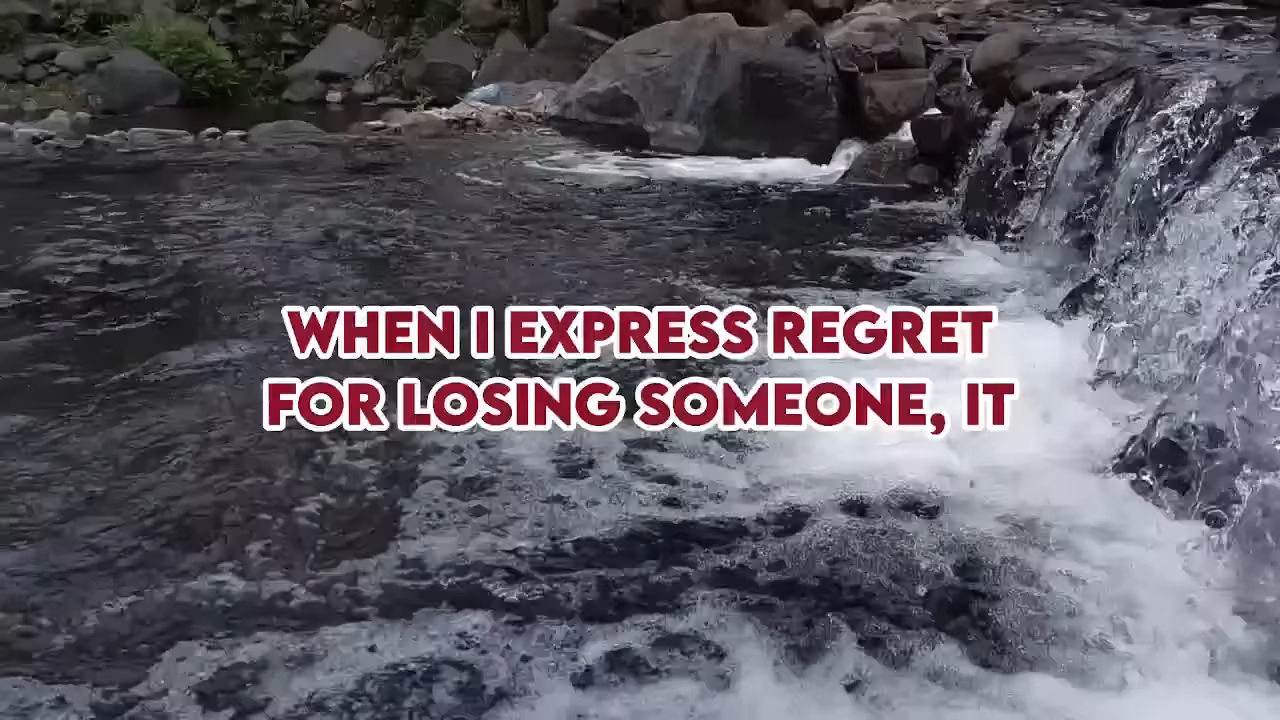 WHEN I EXPRESS REGRET
FOR LOSING SOMEONE, IT